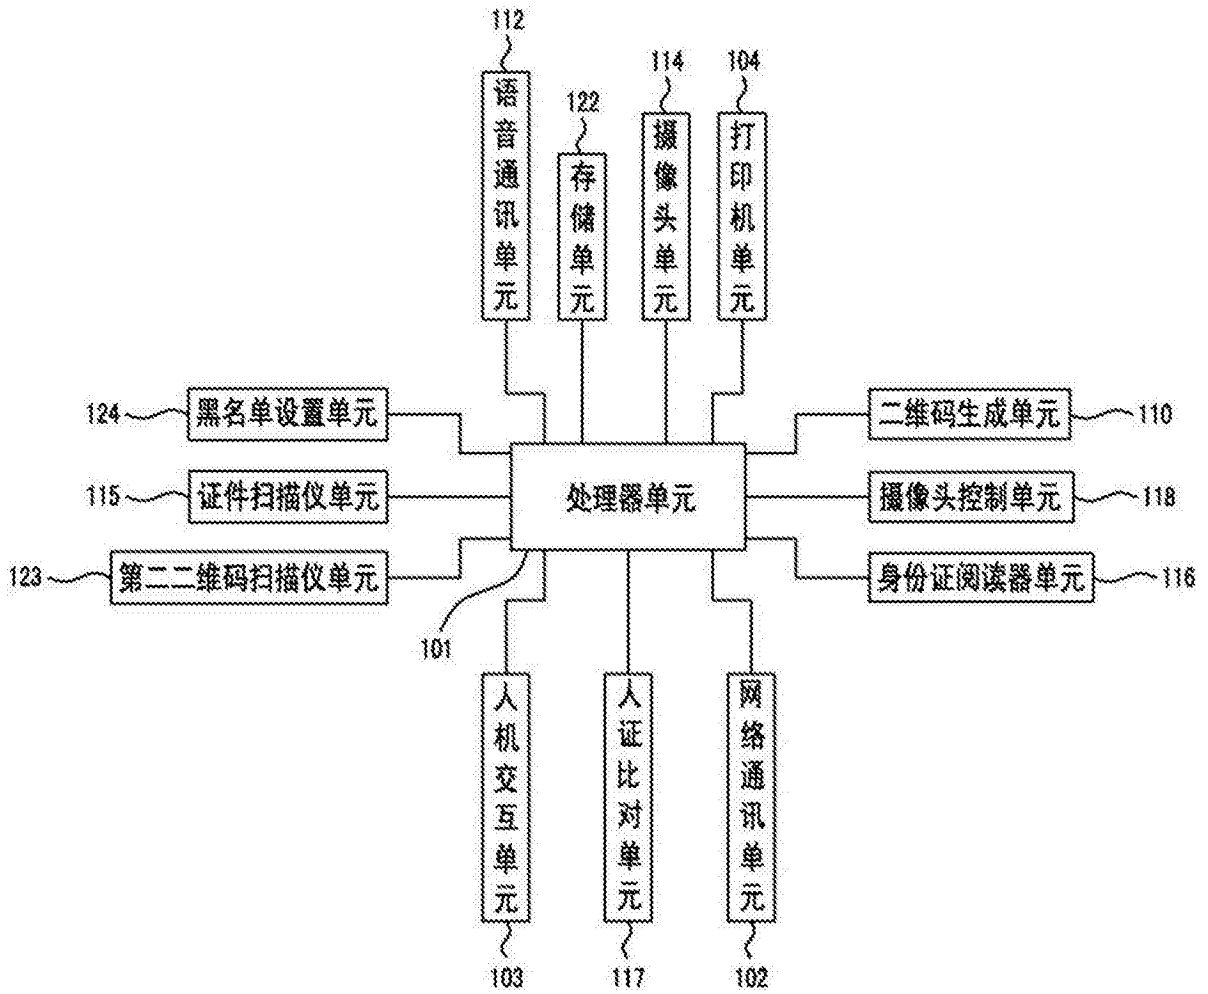 112
语音通讯单元
122
存储单元
114
摄像头单元
104
打印机单元
124
黑名单设置单元
115
证件扫描仪单元
123
第二二维码扫描仪单元
处理器单元
101
二维码生成单元
110
摄像头控制单元
118
身份证阅读器单元
116
人机交互单元
103
人证比对单元
117
网络通讯单元
102